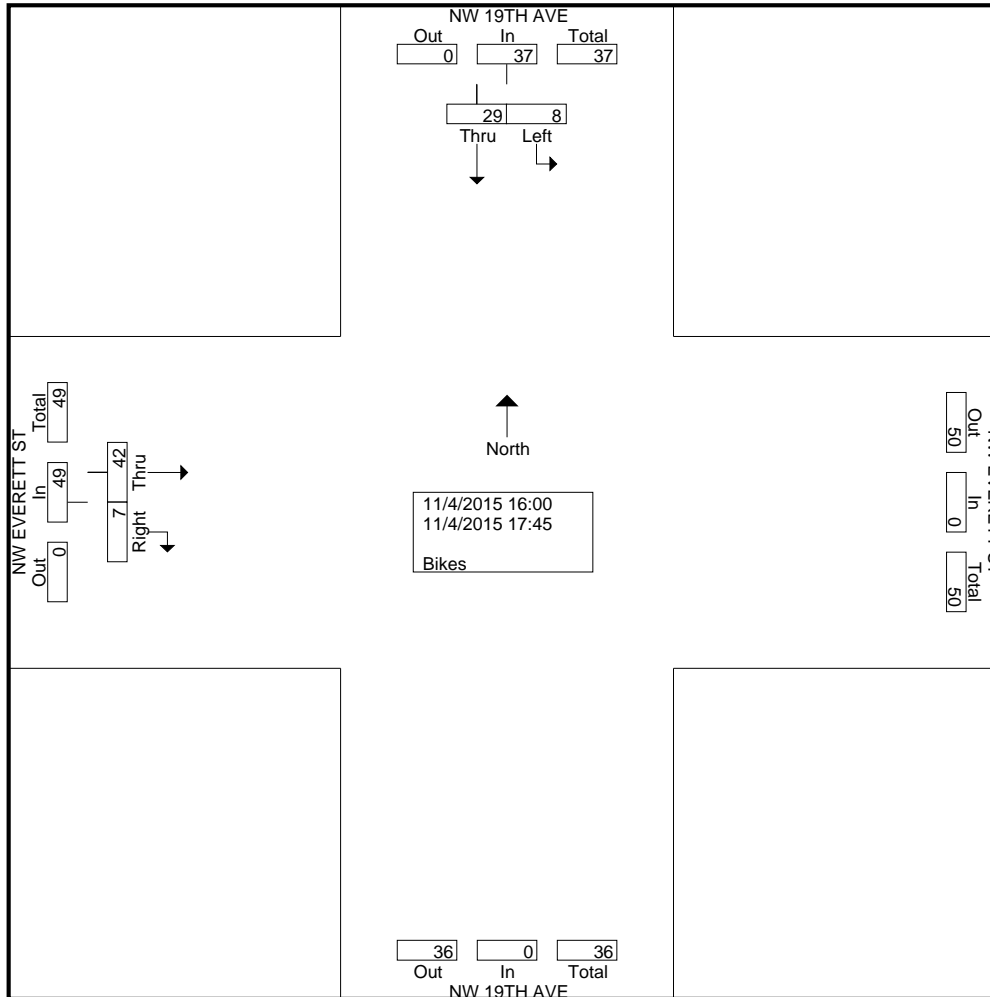 NW 19TH AVE
Out In Total
0 37 37
29 8
Thru Left
NW EVERETT ST
Total In Out
49 49 0
42 7
Thru Right
North
11/4/2015 16:00
11/4/2015 17:45
Bikes
Out In Total
50 0 50
36 0 36
Out In Total
NW 19TH AVE